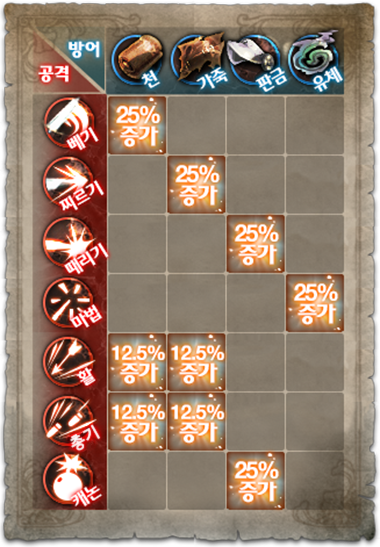 방어
공격
천 가죽 판금 유체
베기 25% 증가
찌르기 25% 증가
때리기 25% 증가
마법 25% 증가
활 12.5% 증가 12.5% 증가
총기 12.5% 증가 12.5% 증가
캐논 25% 증가